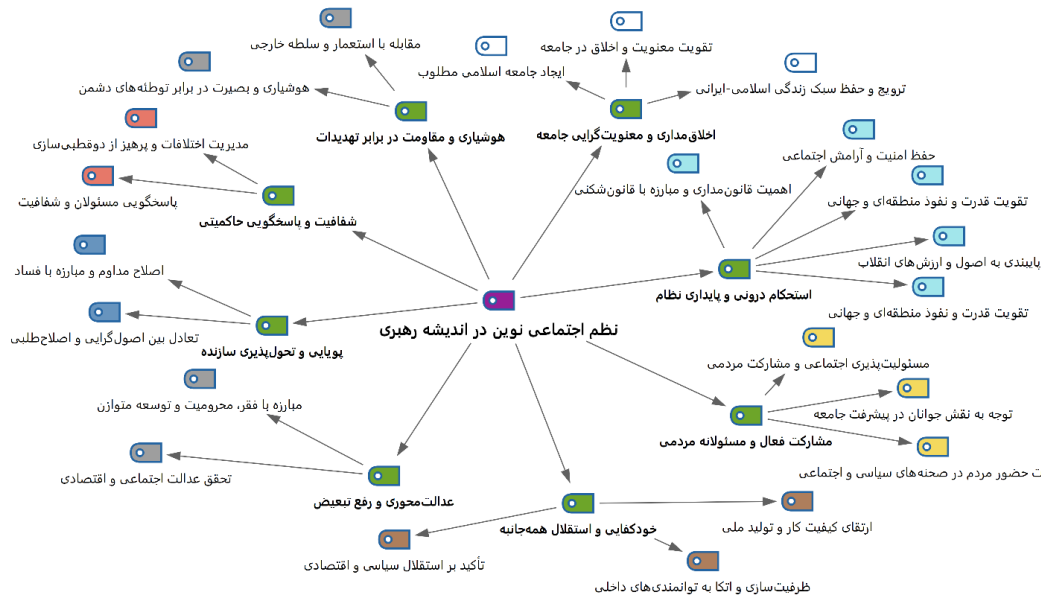 مقابله با استعمار و سلطه خارجی
هوشیاری و بصیرت در برابر توطئه‌های دشمن
هوشیاری و مقاومت در برابر تهدیدات
تقویت معنویت و اخلاق در جامعه
ایجاد جامعه اسلامی مطلوب
ترویج و حفظ سبک زندگی اسلامی-ایرانی
اخلاق‌مداری و معنویت‌گرایی جامعه
مدیریت اختلافات و پرهیز از دوقطبی‌سازی
پاسخگویی مسئولان و شفافیت
شفافیت و پاسخگویی حاکمیتی
حفظ امنیت و آرامش اجتماعی
اهمیت قانون‌مداری و مبارزه با قانون‌شکنی
تقویت قدرت و نفوذ منطقه‌ای و جهانی
پایبندی به اصول و ارزش‌های انقلاب
تقویت قدرت و نفوذ منطقه‌ای و جهانی
استحکام درونی و پایداری نظام
نظم اجتماعی نوین در اندیشه رهبری
اصلاح مداوم و مبارزه با فساد
تعادل بین اصول‌گرایی و اصلاح‌طلبی
پویایی و تحول‌پذیری سازنده
مسئولیت‌پذیری اجتماعی و مشارکت مردمی
توجه به نقش جوانان در پیشرفت جامعه
ت حضور مردم در صحنه‌های سیاسی و اجتماعی
مشارکت فعال و مسئولانه مردمی
مبارزه با فقر، محرومیت و توسعه متوازن
تحقق عدالت اجتماعی و اقتصادی
عدالت‌محوری و رفع تبعیض
خودکفایی و استقلال همه‌جانبه
ارتقای کیفیت کار و تولید ملی
تأکید بر استقلال سیاسی و اقتصادی
ظرفیت‌سازی و اتکا به توانمندی‌های داخلی